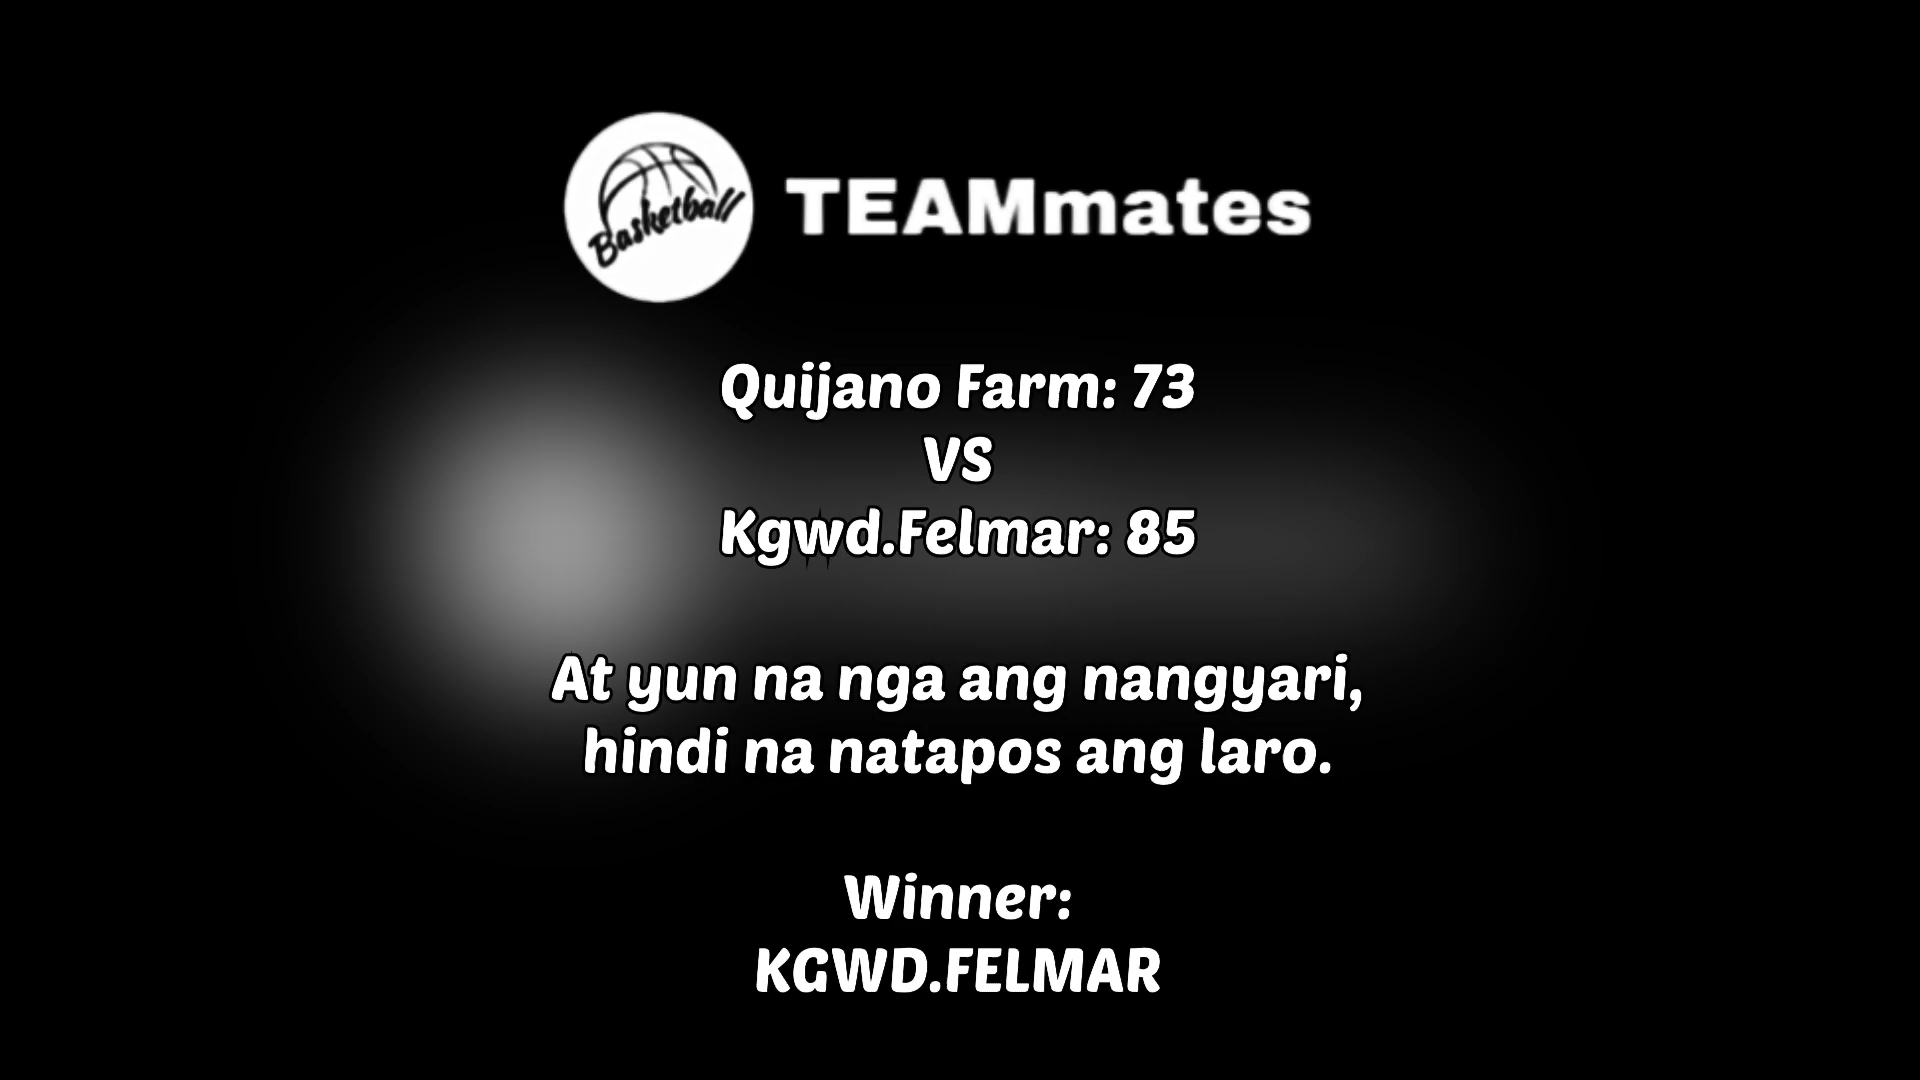 Basketball
TEAMmates
Quijano Farm: 73
VS
Kgwd.Felmar: 85
At yun na nga ang nangyari,
hindi na natapos ang laro.
Winner:
KGWD.FELMAR